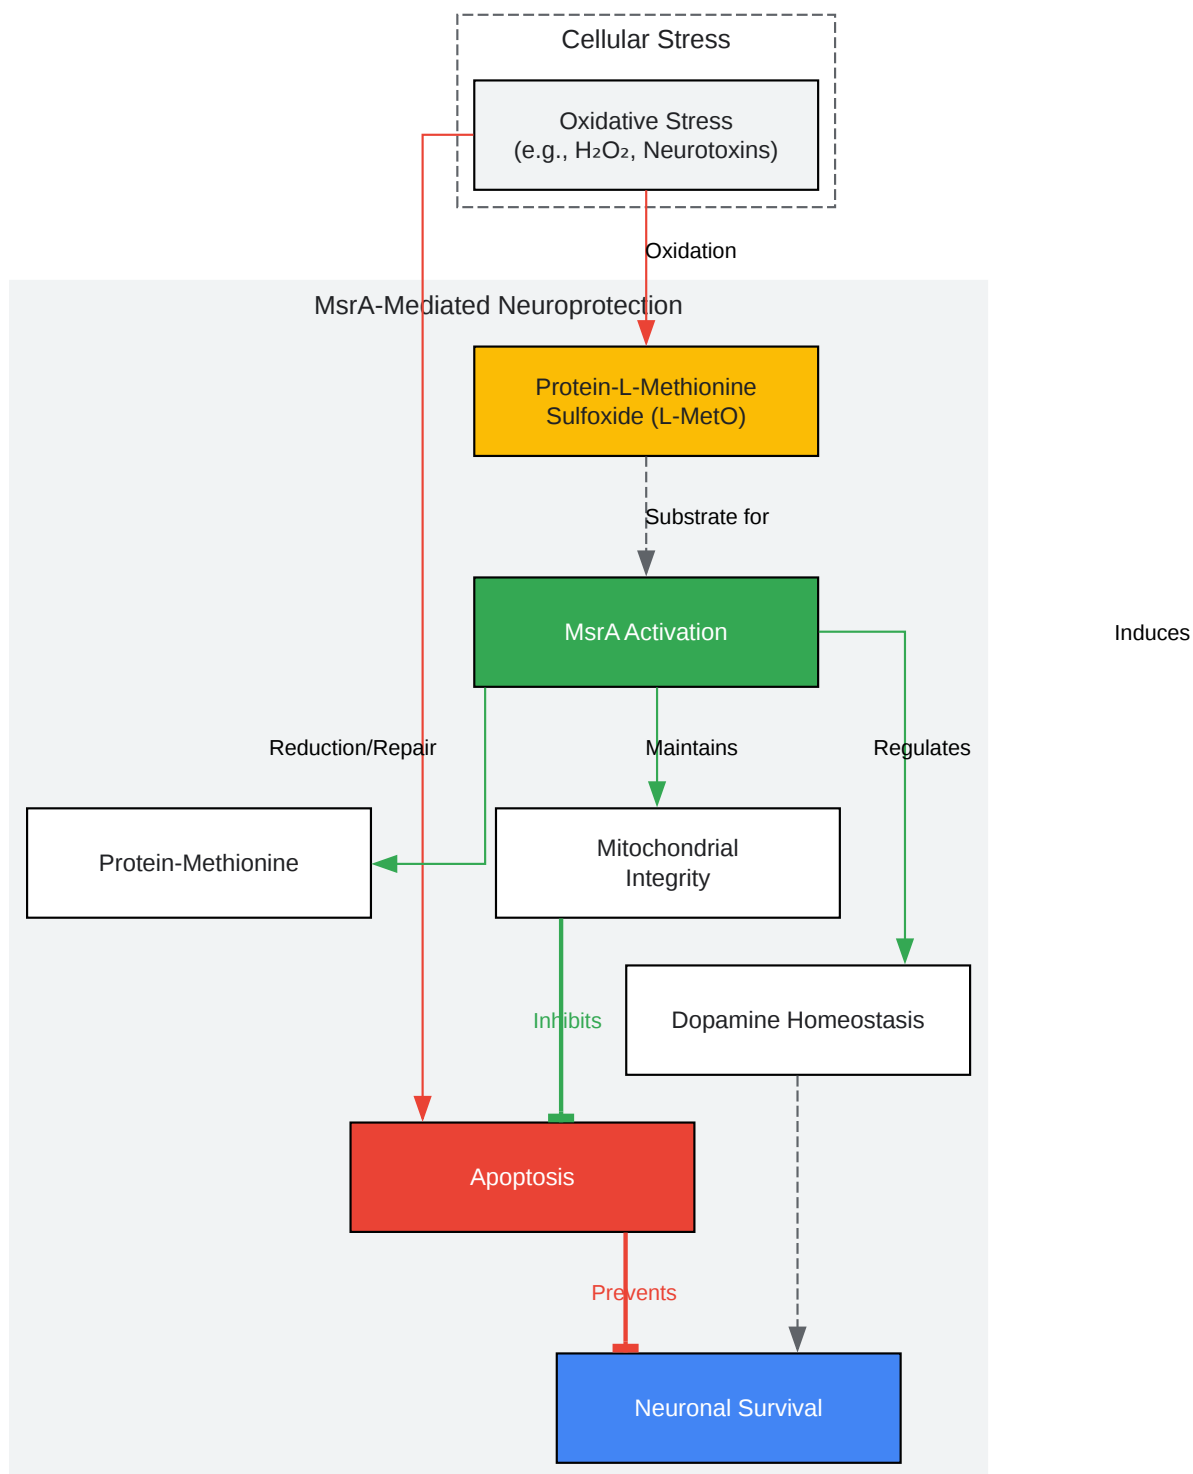 Cellular Stress
Oxidative Stress
(e.g., H₂O₂, Neurotoxins)
Oxidation
MsrA-Mediated Neuroprotection
Protein-L-Methionine
Sulfoxide (L-MetO)
Substrate for
MsrA Activation
Induces
Reduction/Repair
Maintains
Regulates
Protein-Methionine
Mitochondrial
Integrity
Inhibits
Dopamine Homeostasis
Apoptosis
Prevents
Neuronal Survival